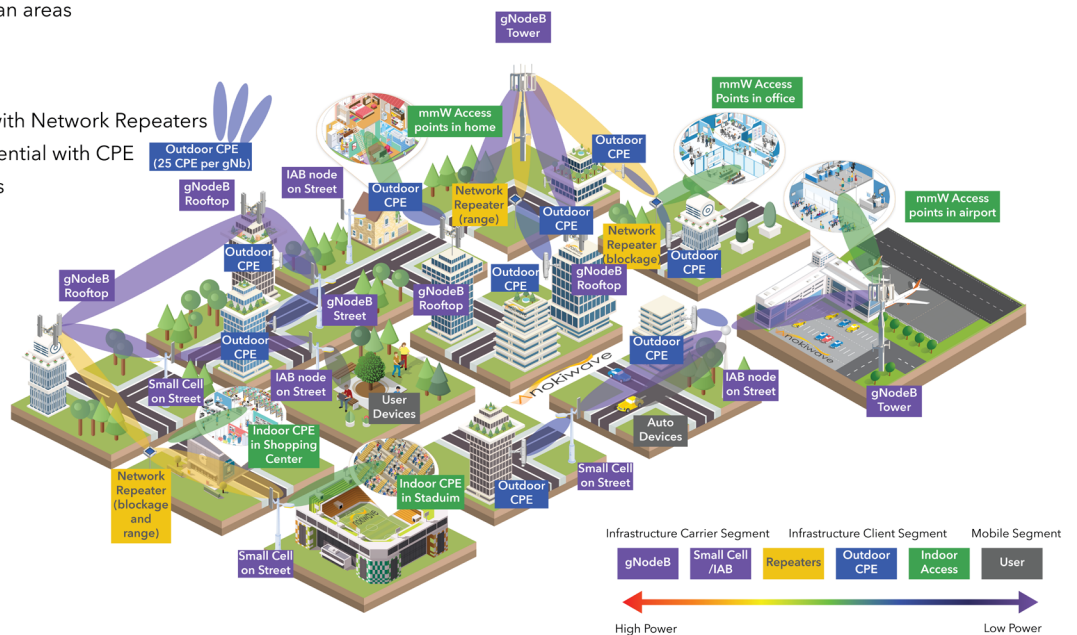 an areas
gNodeB
Tower
with Network Repeaters
ential with CPE
s
mmW Access
Points in office
mmW Access
points in home
Outdoor CPE
(25 CPE per gNb)
Outdoor
CPE
IAB node
on Street
gNodeB
Rooftop
Outdoor
CPE
Network
Repeater
(range)
mmW Access
points in airport
Outdoor
CPE
Network
Repeater
(blockage)
Outdoor
CPE
Outdoor
CPE
gNodeB
Rooftop
Outdoor
CPE
gNodeB
Rooftop
gNodeB
Rooftop
gNodeB
Street
Outdoor
CPE
Outdoor
CPE
nokiwave
Anokiwave
Small Cell
on Street
IAB node
on Street
IAB node
on Street
User
Devices
gNodeB
Tower
Auto
Devices
Indoor CPE
in Shopping
Center
Network
Repeater
(blockage
and
range)
Indoor CPE
in Staduim
Outdoor
CPE
Small Cell
on Street
Small Cell
on Street
Infrastructure Carrier Segment
Infrastructure Client Segment
Mobile Segment
gNodeB
Small Cell
/IAB
Repeaters
Outdoor
CPE
Indoor
Access
User
High Power
Low Power